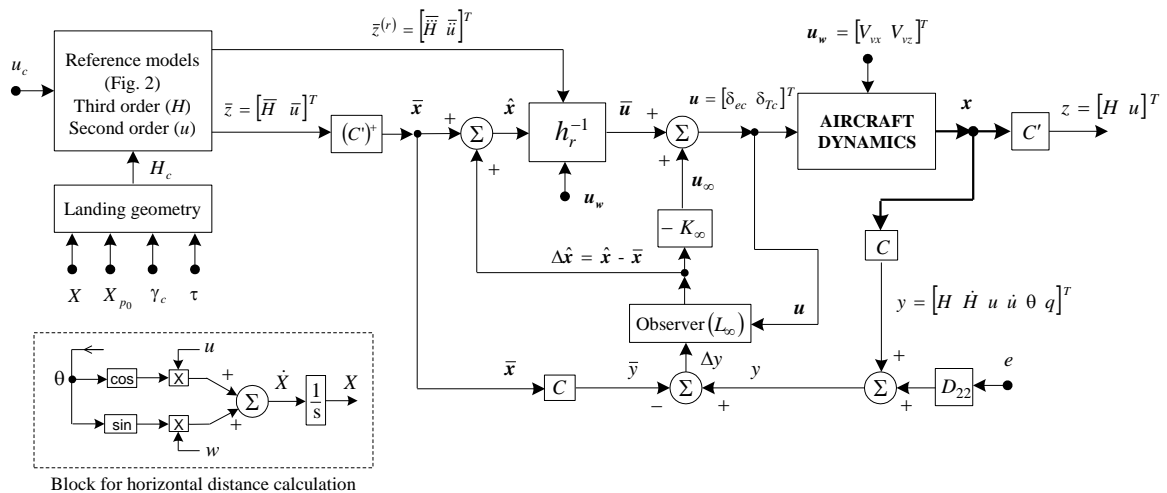 z̄⁽ʳ⁾ = [H̄⃛ ǖ]ᵀ
u_w = [V_vx V_vz]ᵀ
u_c
Reference models
(Fig. 2)
Third order (H)
Second order (u)
z̄ = [H̄ ū]ᵀ
(C')⁺
x̄
+
Σ
+
x̂
h_r⁻¹
ū
+
Σ
+
u = [δ_ec δ_Tc]ᵀ
AIRCRAFT
DYNAMICS
x
C'
z = [H u]ᵀ
H_c
u_w
u_∞
Landing geometry
− K_∞
C
X
X_p₀
γ_c
τ
Δx̂ = x̂ - x̄
y = [H Ḣ u u̇ θ q]ᵀ
Observer(L_∞)
u
Δy
x̄
C
ȳ
−
Σ
+
y
+
Σ
+
D₂₂
e
u
θ
cos
X
+
Ẋ
X
Σ
1/s
sin
X
+
w
Block for horizontal distance calculation